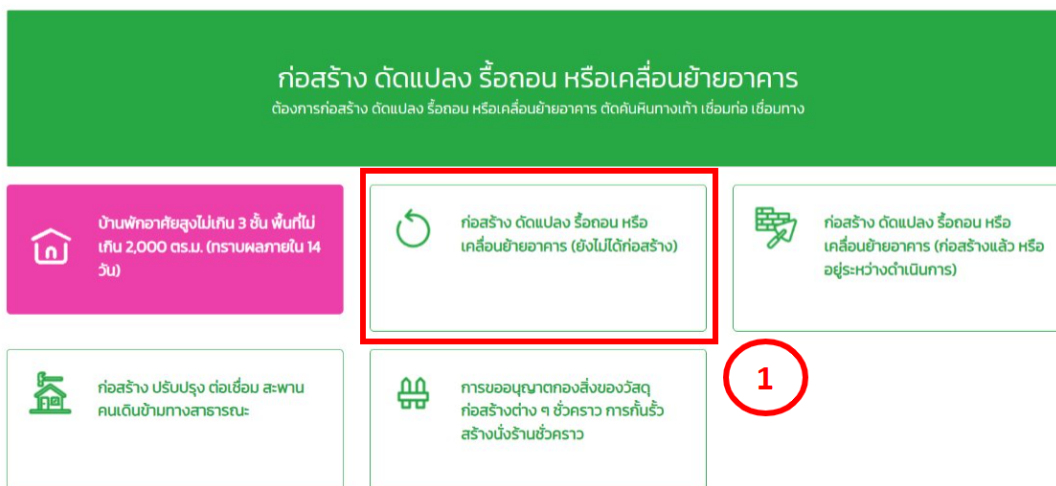 ก่อสร้าง ดัดแปลง รื้อถอน หรือเคลื่อนย้ายอาคาร
ต้องการก่อสร้าง ดัดแปลง รื้อถอน หรือเคลื่อนย้ายอาคาร ตัดคันหินทางเท้า เชื่อมท่อ เชื่อมทาง
บ้านพักอาศัยสูงไม่เกิน 3 ชั้น พื้นที่ไม่
เกิน 2,000 ตร.ม. (ทราบผลภายใน 14
วัน)
ก่อสร้าง ดัดแปลง รื้อถอน หรือ
เคลื่อนย้ายอาคาร (ยังไม่ได้ก่อสร้าง)
ก่อสร้าง ดัดแปลง รื้อถอน หรือ
เคลื่อนย้ายอาคาร (ก่อสร้างแล้ว หรือ
อยู่ระหว่างดำเนินการ)
ก่อสร้าง ปรับปรุง ต่อเชื่อม สะพาน
คนเดินข้ามทางสาธารณะ
การขออนุญาตกองสิ่งของวัสดุ
ก่อสร้างต่าง ๆ ชั่วคราว การกั้นรั้ว
สร้างนั่งร้านชั่วคราว
1